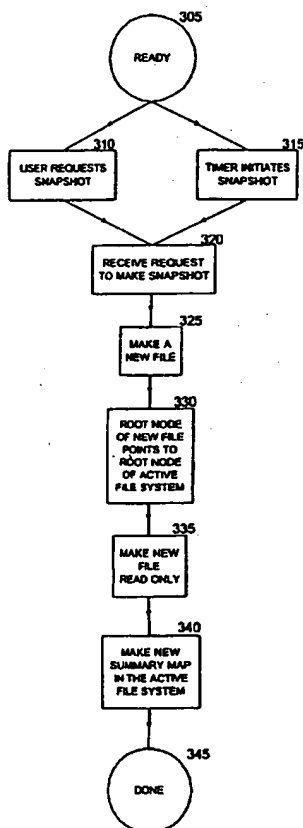 305
READY
310
USER REQUESTS
SNAPSHOT
315
TIMER INITIATES
SNAPSHOT
320
RECEIVE REQUEST
TO MAKE SNAPSHOT
325
MAKE A
NEW FILE
330
ROOT NODE
OF NEW FILE
POINTS TO
ROOT NODE
OF ACTIVE
FILE SYSTEM
335
MAKE NEW
FILE
READ ONLY
340
MAKE NEW
SUMMARY MAP
IN THE ACTIVE
FILE SYSTEM
345
DONE